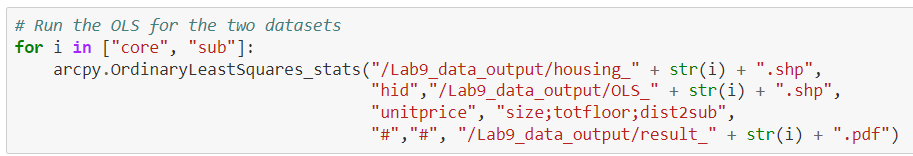 # Run the OLS for the two datasets
for i in ["core", "sub"]:
    arcpy.OrdinaryLeastSquares_stats("/Lab9_data_output/housing_" + str(i) + ".shp",
                                     "hid","/Lab9_data_output/OLS_" + str(i) + ".shp",
                                     "unitprice", "size;totfloor;dist2sub",
                                     "#","#", "/Lab9_data_output/result_" + str(i) + ".pdf")